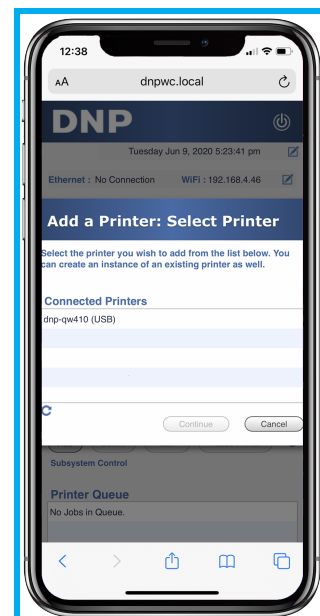 12:38
AA dnpwc.local
DNP
Tuesday Jun 9, 2020 5:23:41 pm
Ethernet : No Connection WiFi : 192.168.4.46
Add a Printer: Select Printer
Select the printer you wish to add from the list below. You
can create an instance of an existing printer as well.
Connected Printers
dnp-qw410 (USB)
Continue Cancel
Subsystem Control
Printer Queue
No Jobs in Queue.